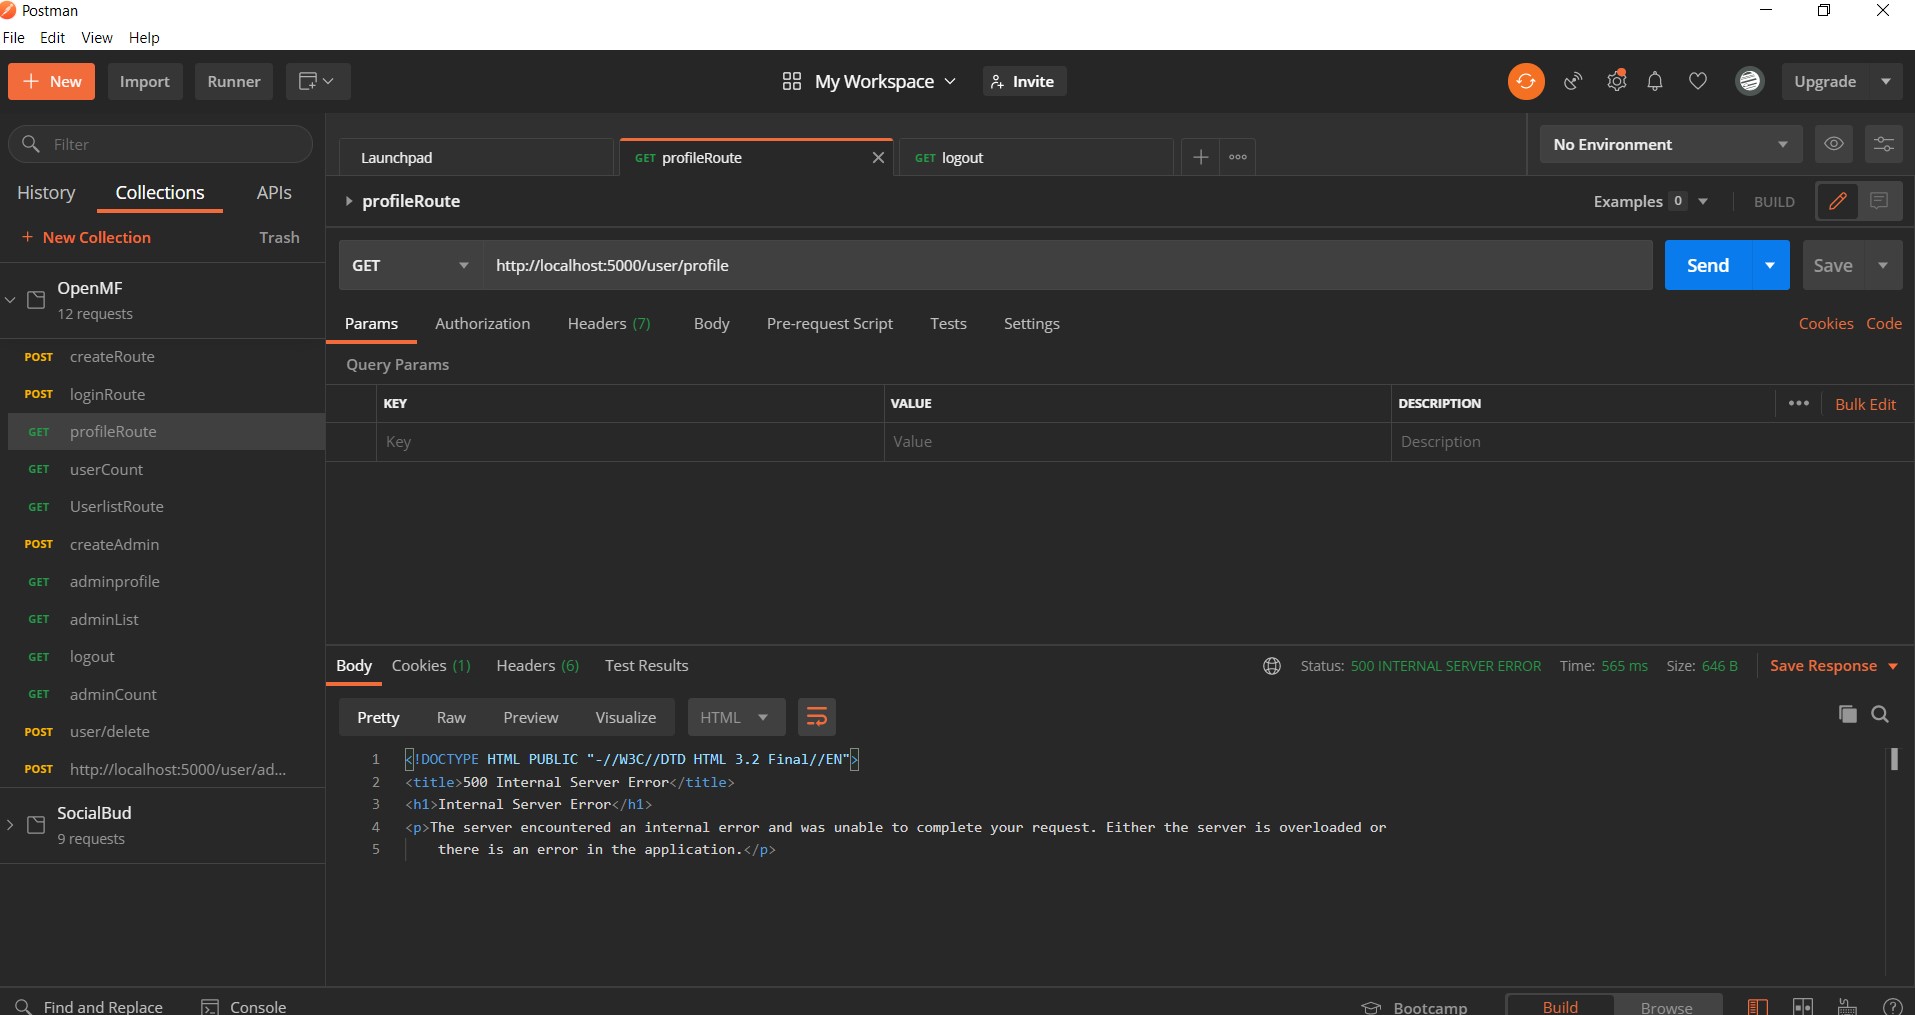 Postman
File Edit View Help
New Import Runner My Workspace Invite Upgrade
Filter
Launchpad GET profileRoute GET logout No Environment
History Collections APIs
profileRoute Examples 0 BUILD
+ New Collection Trash
GET http://localhost:5000/user/profile Send Save
OpenMF
12 requests
Params Authorization Headers (7) Body Pre-request Script Tests Settings Cookies Code
POST createRoute
Query Params
POST loginRoute
KEY VALUE DESCRIPTION ••• Bulk Edit
GET profileRoute
Key Value Description
GET userCount
GET UserlistRoute
POST createAdmin
GET adminprofile
GET adminList
GET logout
Body Cookies (1) Headers (6) Test Results Status: 500 INTERNAL SERVER ERROR Time: 565 ms Size: 646 B Save Response
GET adminCount
Pretty Raw Preview Visualize HTML
POST user/delete
POST http://localhost:5000/user/ad...
1 <!DOCTYPE HTML PUBLIC "-//W3C//DTD HTML 3.2 Final//EN">
2 <title>500 Internal Server Error</title>
3 <h1>Internal Server Error</h1>
4 <p>The server encountered an internal error and was unable to complete your request. Either the server is overloaded or
5 there is an error in the application.</p>
SocialBud
9 requests
Find and Replace Console Bootcamp Build Browse